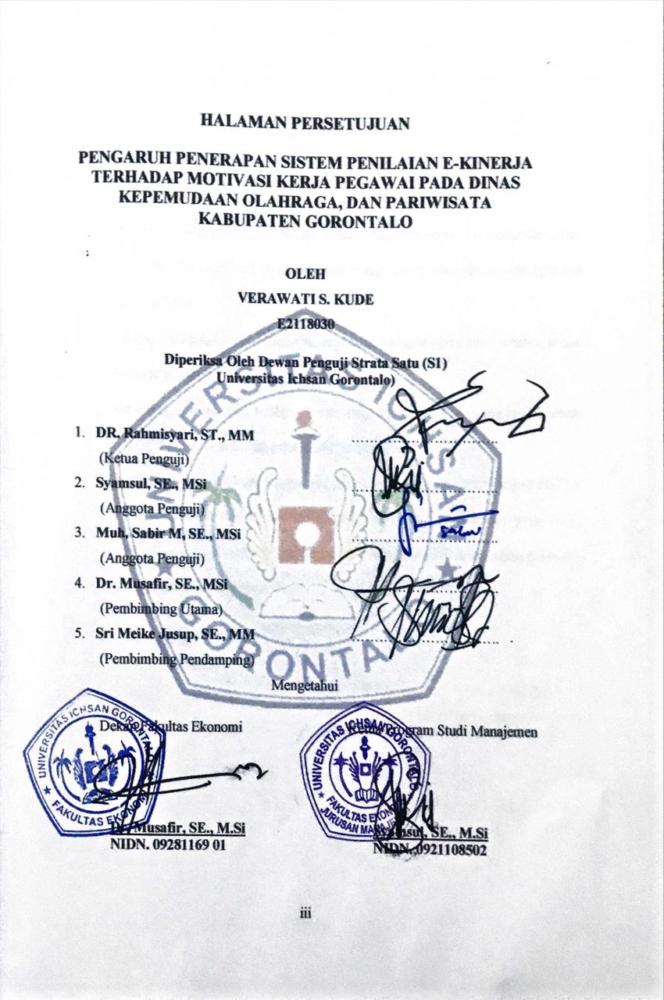 HALAMAN PERSETUJUAN
PENGARUH PENERAPAN SISTEM PENILAIAN E-KINERJA
TERHADAP MOTIVASI KERJA PEGAWAI PADA DINAS
KEPEMUDAAN OLAHRAGA, DAN PARIWISATA
KABUPATEN GORONTALO
:
OLEH
VERAWATI S. KUDE
E2118030
Diperiksa Oleh Dewan Penguji Strata Satu (S1)
Universitas Ichsan Gorontalo)
UNIVERSITAS ICHSAN
GORONTALO
1. DR. Rahmisyari, ST., MM
(Ketua Penguji)
2. Syamsul, SE., MSi
(Anggota Penguji)
3. Muh, Sabir M, SE., MSi
(Anggota Penguji)
4. Dr. Musafir, SE., MSi
(Pembimbing Utama)
5. Sri Meike Jusup, SE., MM
(Pembimbing Pendamping)
Mengetahui
Dekan Fakultas Ekonomi
Ketua Program Studi Manajemen
UNIVERSITAS ICHSAN GORONTALO
FAKULTAS EKONOMI
UNIVERSITAS ICHSAN GORONTALO
FAKULTAS EKONOMI
JURUSAN MANAJEMEN
Dr. Musafir, SE., M.Si
NIDN. 09281169 01
Syamsul, SE., M.Si
NIDN. 0921108502
iii